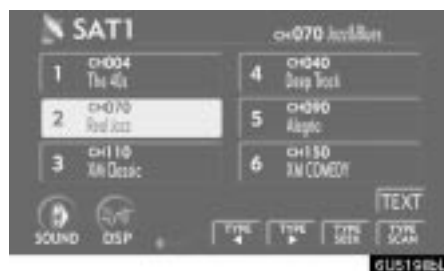 SAT1
CH070 Jazz&Blues
1 CH004
The 40s
2 CH070
Real Jazz
3 CH110
XM Classic
4 CH040
Deep Track
5 CH090
Alegria
6 CH150
XM COMEDY
TEXT
SOUND
DSP
TYPE
TYPE
TYPE SEEK
TYPE SCAN
6U5198bl